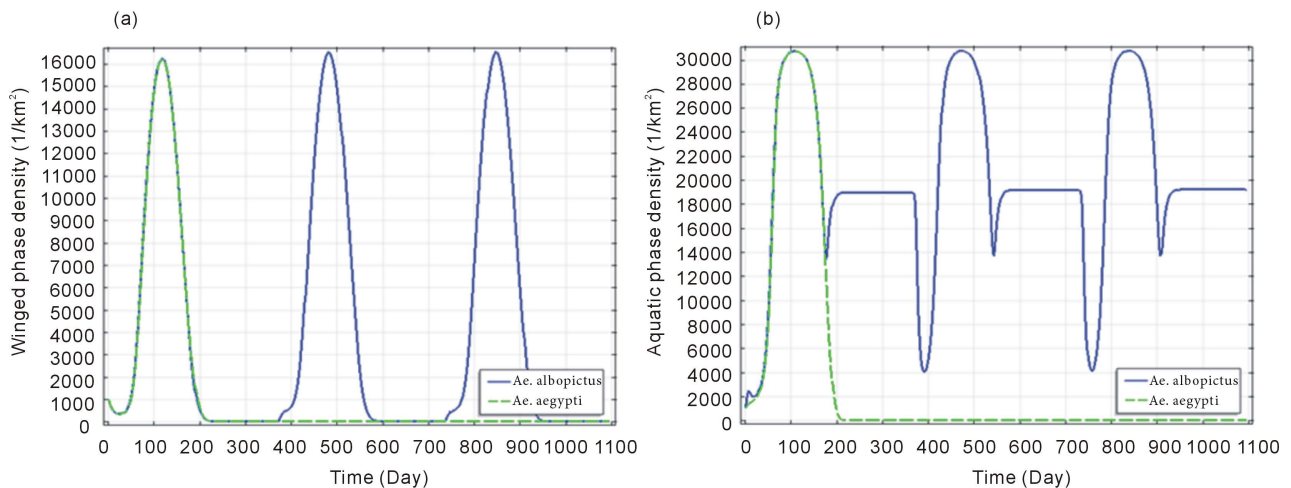 (a)
Winged phase density (1/km²)
16000
15000
14000
13000
12000
11000
10000
9000
8000
7000
6000
5000
4000
3000
2000
1000
0
0 100 200 300 400 500 600 700 800 900 1000 1100
Time (Day)
Ae. albopictus
Ae. aegypti
(b)
Aquatic phase density (1/km²)
30000
28000
26000
24000
22000
20000
18000
16000
14000
12000
10000
8000
6000
4000
2000
0
0 100 200 300 400 500 600 700 800 900 1000 1100
Time (Day)
Ae. albopictus
Ae. aegypti